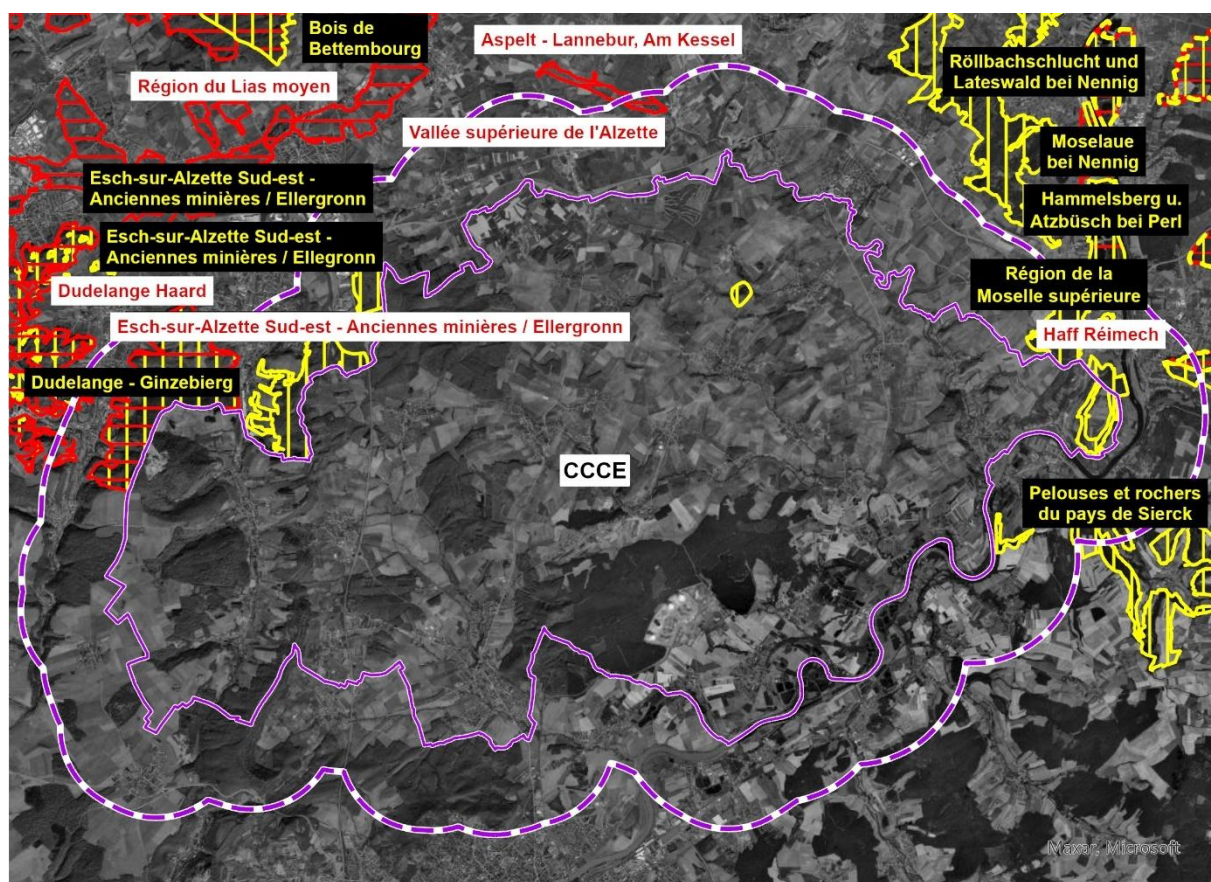 Bois de
Bettembourg
Aspelt - Lannebur, Am Kessel
Röllbachschlucht und
Lateswald bei Nennig
Région du Lias moyen
Vallée supérieure de l'Alzette
Moselaue
bei Nennig
Esch-sur-Alzette Sud-est -
Anciennes minières / Ellergronn
Hammelsberg u.
Atzbüsch bei Perl
Esch-sur-Alzette Sud-est -
Anciennes minières / Ellegronn
Région de la
Moselle supérieure
Dudelange Haard
Esch-sur-Alzette Sud-est - Anciennes minières / Ellergronn
Haff Réimech
Dudelange - Ginzebierg
CCCE
Pelouses et rochers
du pays de Sierck
Maxar, Microsoft